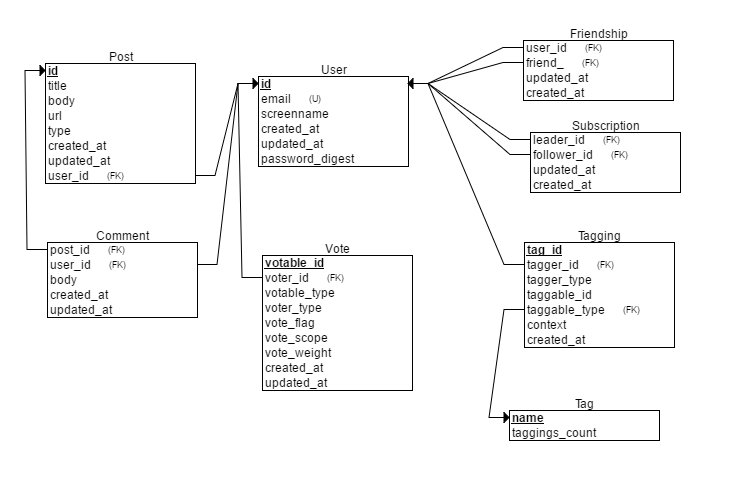 Post
id
title
body
url
type
created_at
updated_at
user_id (FK)
User
id
email (U)
screenname
created_at
updated_at
password_digest
Friendship
user_id (FK)
friend_ (FK)
updated_at
created_at
Subscription
leader_id (FK)
follower_id (FK)
updated_at
created_at
Comment
post_id (FK)
user_id (FK)
body
created_at
updated_at
Vote
votable_id
voter_id (FK)
votable_type
voter_type
vote_flag
vote_scope
vote_weight
created_at
updated_at
Tagging
tag_id
tagger_id (FK)
tagger_type
taggable_id
taggable_type (FK)
context
created_at
Tag
name
taggings_count